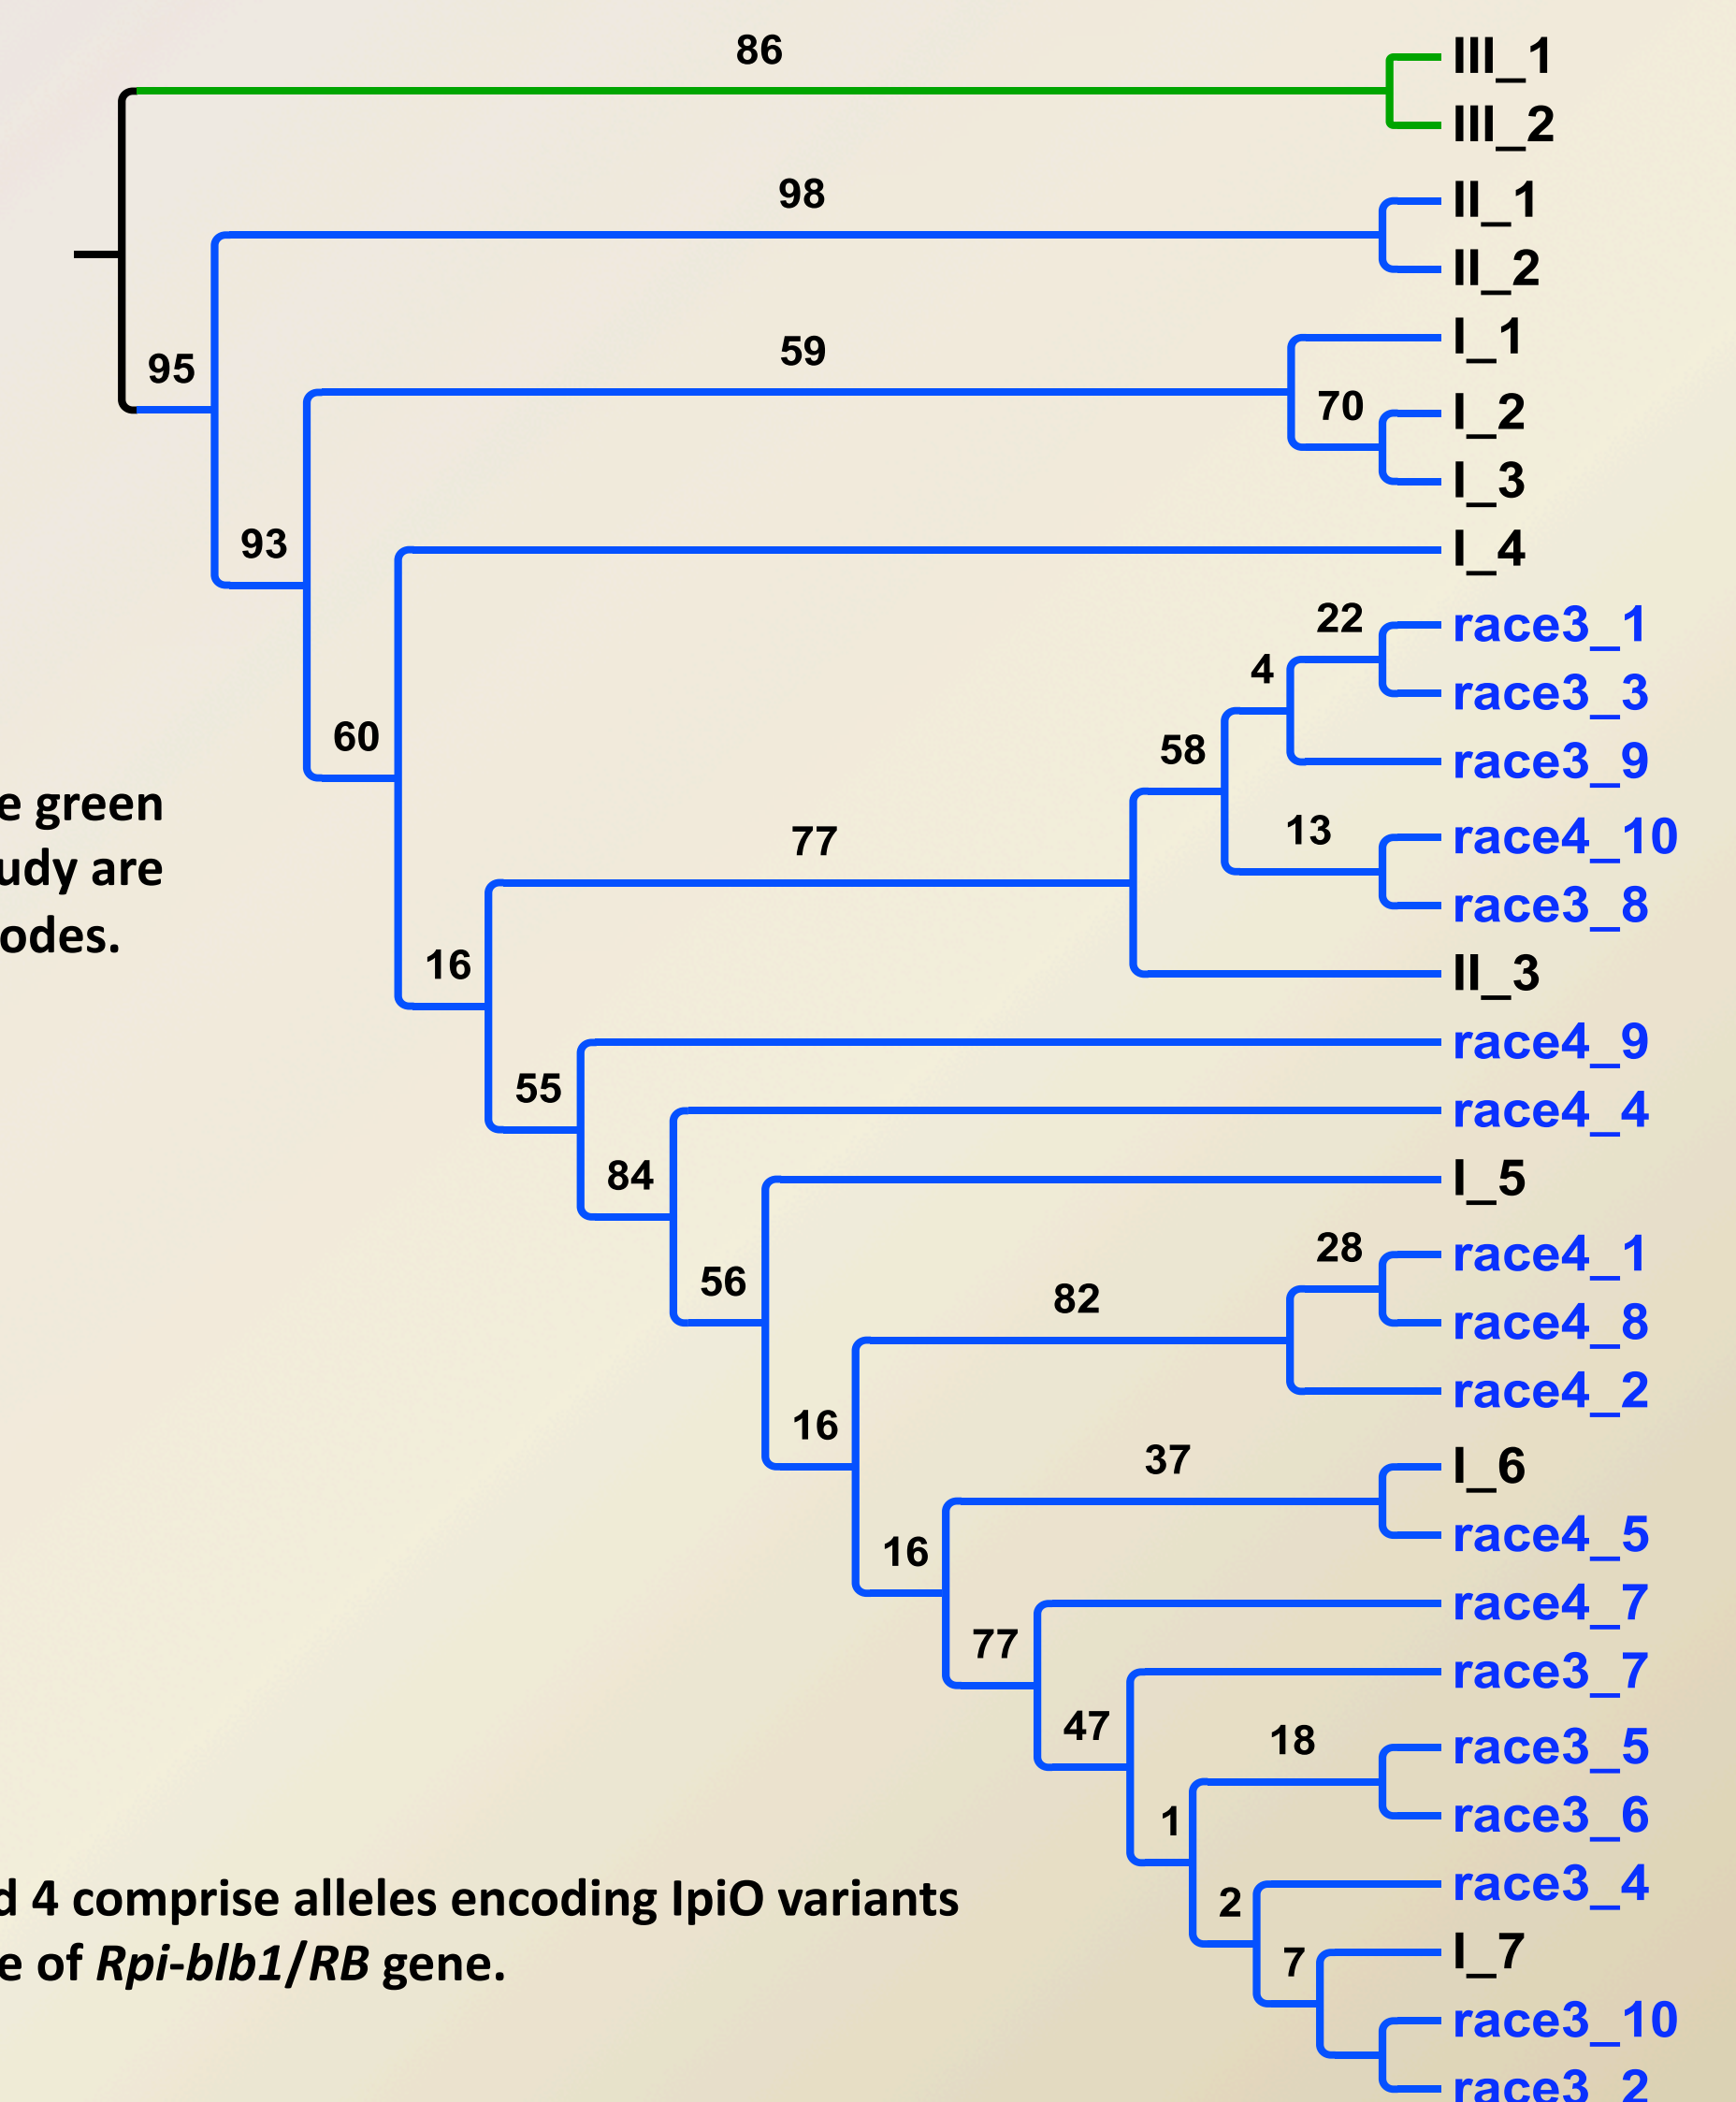 86
III_1
III_2
98
II_1
II_2
95
59
I_1
70
I_2
I_3
93
I_4
22
race3_1
4
race3_3
60
58
race3_9
e green
13
race4_10
77
udy are
race3_8
odes.
16
II_3
race4_9
55
race4_4
84
I_5
28
race4_1
56
82
race4_8
race4_2
16
37
I_6
16
race4_5
race4_7
77
race3_7
47
18
race3_5
1
race3_6
d 4 comprise alleles encoding IpiO variants
2
race3_4
e of Rpi-blb1/RB gene.
7
I_7
race3_10
race3_2